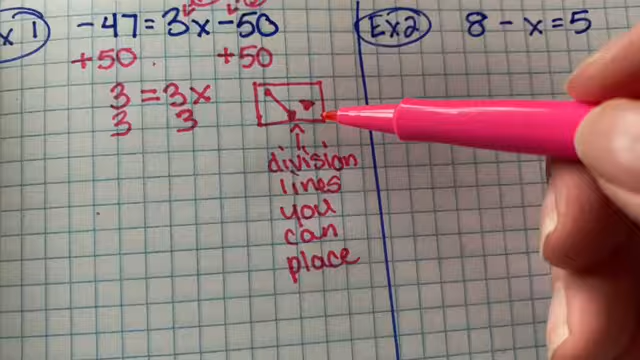 x 1
-47 = 3x - 50
+50 +50
3 = 3x
3 3
division
lines
you
can
place
Ex2
8 - x = 5